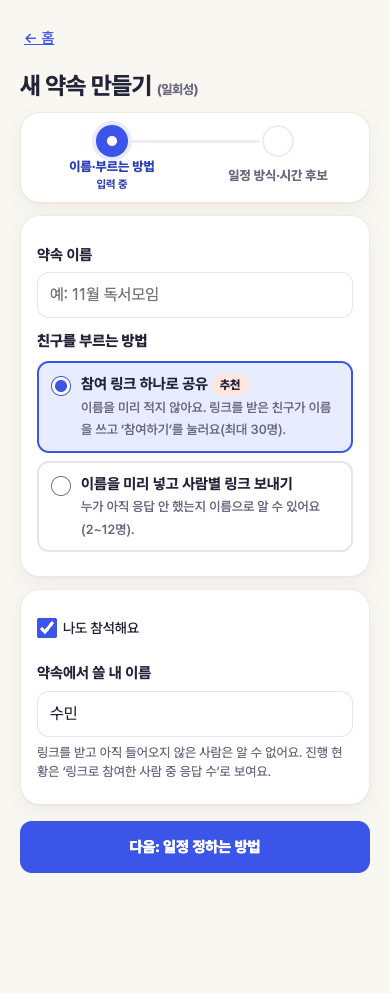 ← 홈
새 약속 만들기 (일회성)
이름·부르는 방법
입력 중
일정 방식·시간 후보
약속 이름
예: 11월 독서모임
친구를 부르는 방법
참여 링크 하나로 공유 추천
이름을 미리 적지 않아요. 링크를 받은 친구가 이름
을 쓰고 ‘참여하기’를 눌러요(최대 30명).
이름을 미리 넣고 사람별 링크 보내기
누가 아직 응답 안 했는지 이름으로 알 수 있어요
(2~12명).
나도 참석해요
약속에서 쓸 내 이름
수민
링크를 받고 아직 들어오지 않은 사람은 알 수 없어요. 진행 현
황은 ‘링크로 참여한 사람 중 응답 수’로 보여요.
다음: 일정 정하는 방법